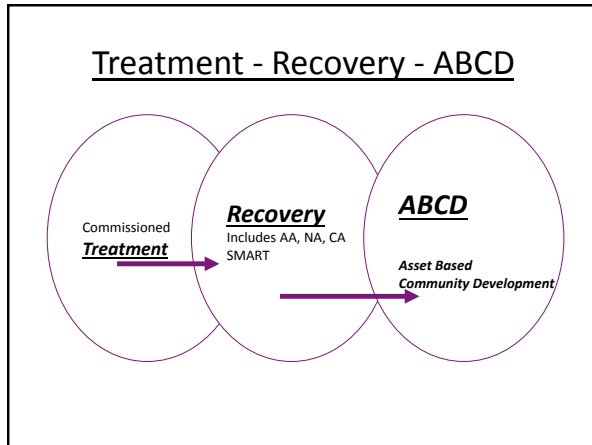 Treatment - Recovery - ABCD
Commissioned
Treatment
Recovery
Includes AA, NA, CA
SMART
ABCD
Asset Based
Community Development